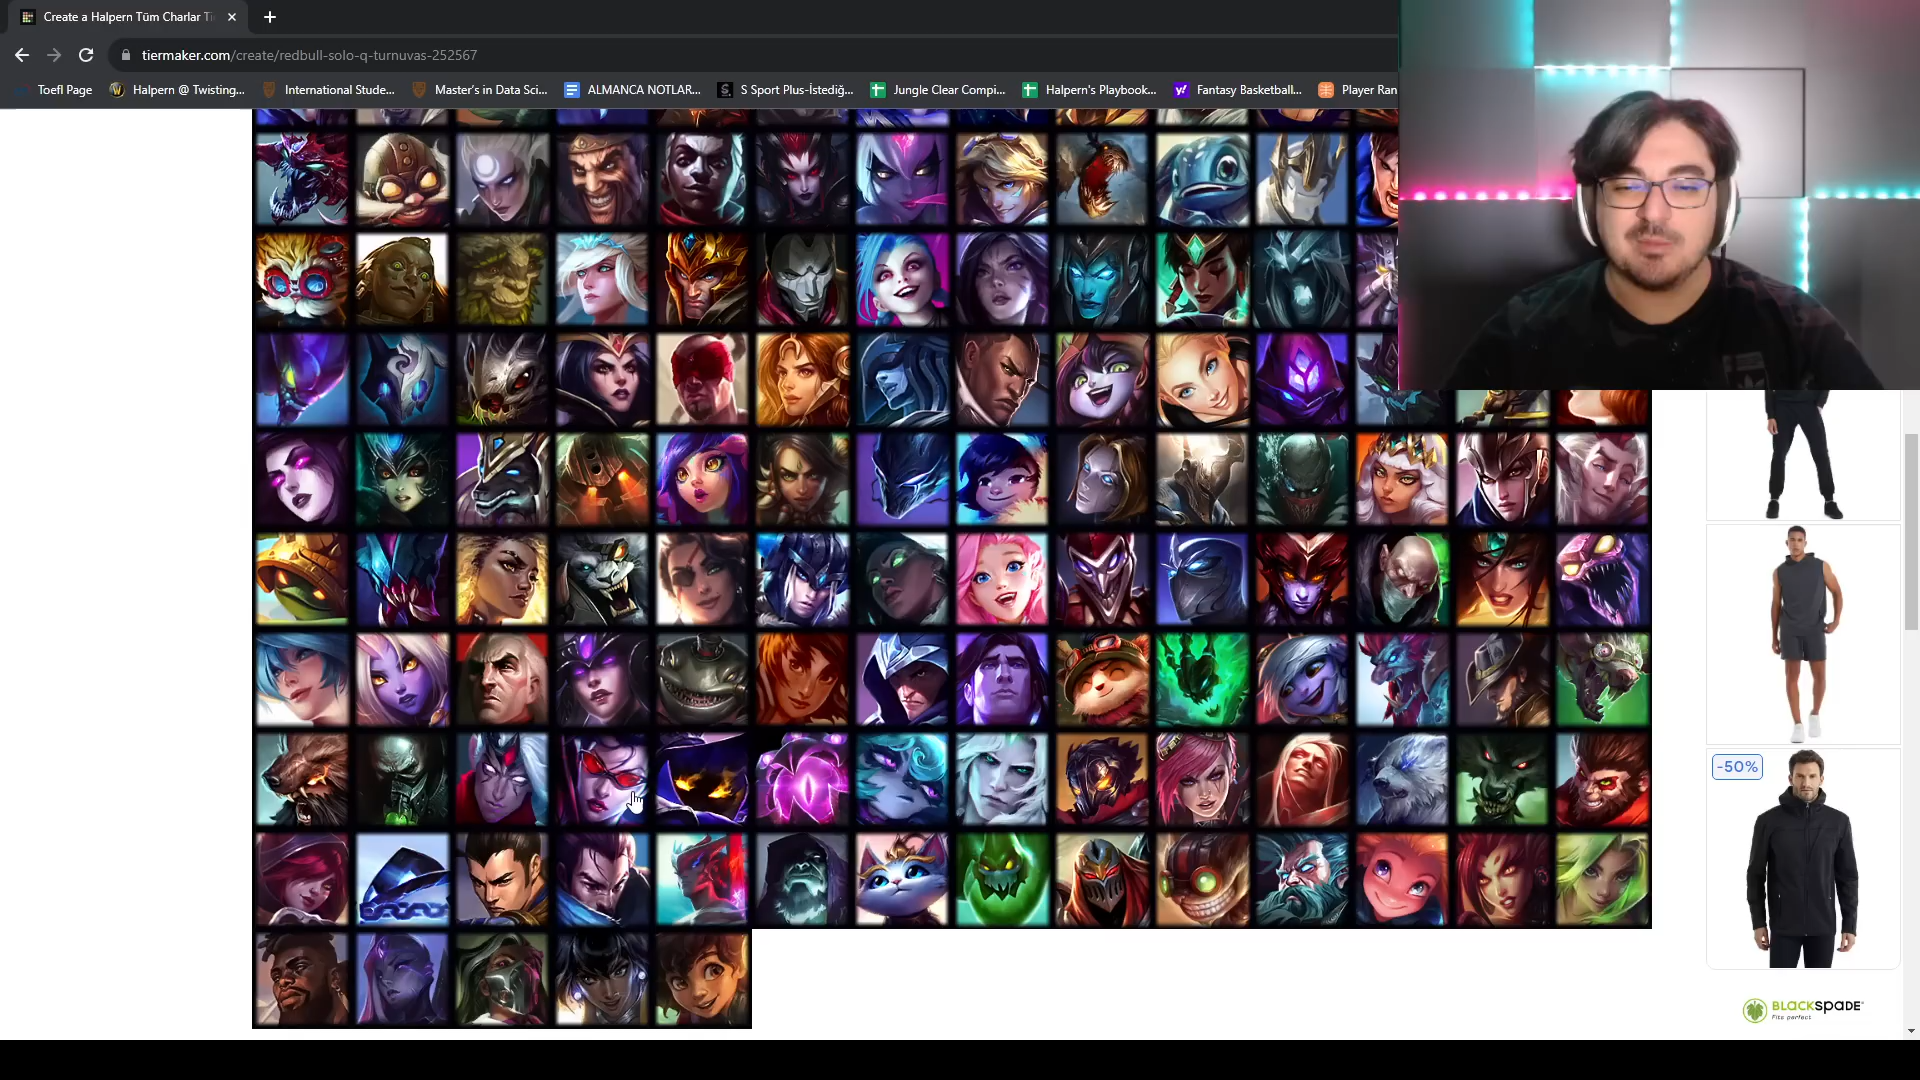 Create a Halpern Tüm Charlar Ti
tiermaker.com/create/redbull-solo-q-turnuvas-252567
Toefl Page
Halpern @ Twisting...
International Stude...
Master's in Data Sci...
ALMANCA NOTLAR...
S Sport Plus-İstediğ...
Jungle Clear Compi...
Halpern's Playbook...
Fantasy Basketball...
Player Ran
-50%
BLACKSPADE
Fits perfect